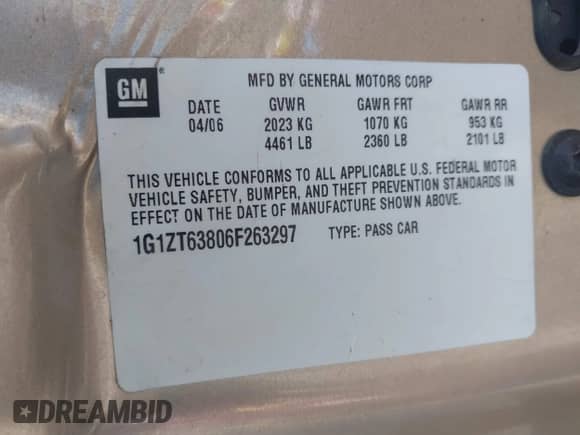 GM ®
MFD BY GENERAL MOTORS CORP
DATE GVWR GAWR FRT GAWR RR
04/06 2023 KG 1070 KG 953 KG
4461 LB 2360 LB 2101 LB
THIS VEHICLE CONFORMS TO ALL APPLICABLE U.S. FEDERAL MOTOR
VEHICLE SAFETY, BUMPER, AND THEFT PREVENTION STANDARDS IN
EFFECT ON THE DATE OF MANUFACTURE SHOWN ABOVE.
1G1ZT63806F263297 TYPE: PASS CAR
DREAMBID